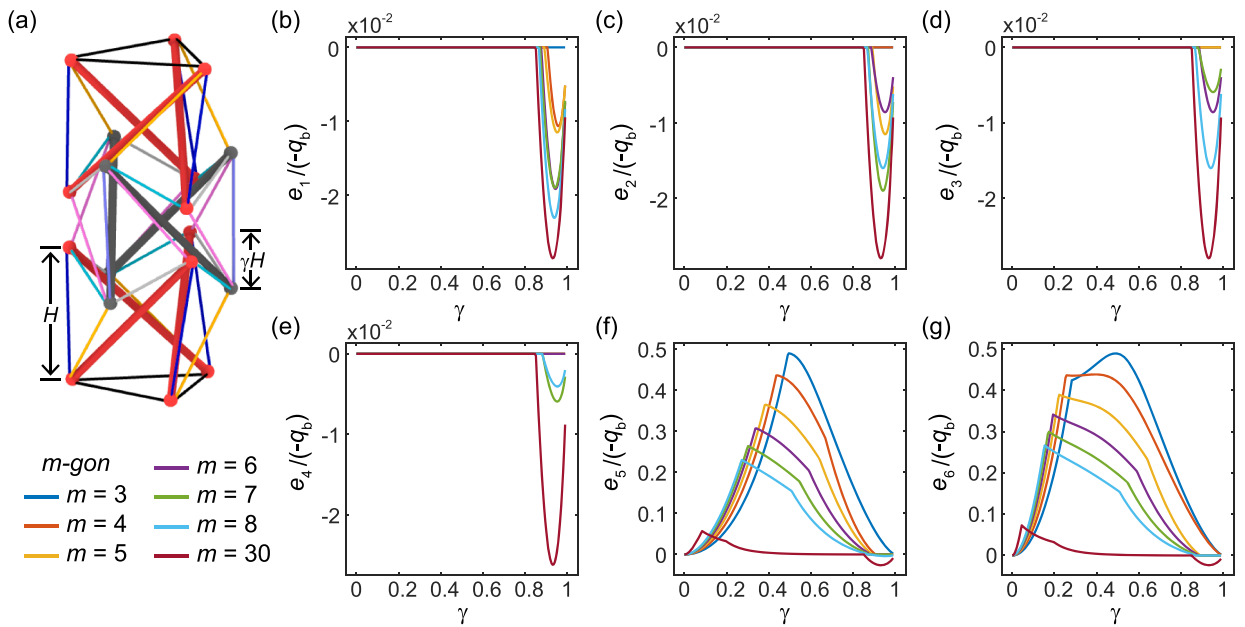 (a)
H
γH
m-gon
m = 3
m = 4
m = 5
m = 6
m = 7
m = 8
m = 30
(b)
x10⁻²
0
-1
-2
e₁/(-q_b)
0 0.2 0.4 0.6 0.8 1
γ
(c)
x10⁻²
0
-1
-2
e₂/(-q_b)
0 0.2 0.4 0.6 0.8 1
γ
(d)
x10⁻²
0
-1
-2
e₃/(-q_b)
0 0.2 0.4 0.6 0.8 1
γ
(e)
x10⁻²
0
-1
-2
e₄/(-q_b)
0 0.2 0.4 0.6 0.8 1
γ
(f)
0.5
0.4
0.3
0.2
0.1
0
e₅/(-q_b)
0 0.2 0.4 0.6 0.8 1
γ
(g)
0.5
0.4
0.3
0.2
0.1
0
e₆/(-q_b)
0 0.2 0.4 0.6 0.8 1
γ